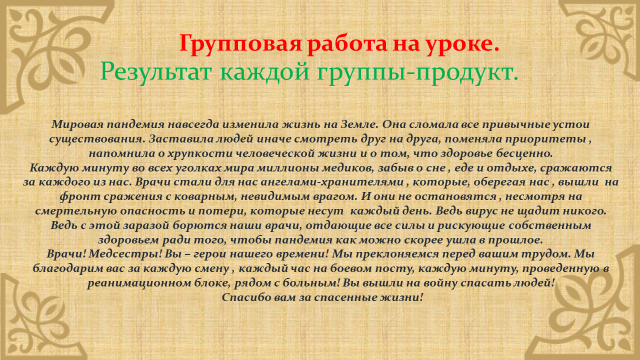 Групповая работа на уроке.
Результат каждой группы-продукт.
Мировая пандемия навсегда изменила жизнь на Земле. Она сломала все привычные устои
существования. Заставила людей иначе смотреть друг на друга, поменяла приоритеты ,
напомнила о хрупкости человеческой жизни и о том, что здоровье бесценно.
Каждую минуту во всех уголках мира миллионы медиков, забыв о сне , еде и отдыхе, сражаются
за каждого из нас. Врачи стали для нас ангелами-хранителями , которые, оберегая нас , вышли на
фронт сражения с коварным, невидимым врагом. И они не остановятся , несмотря на
смертельную опасность и потери, которые несут каждый день. Ведь вирус не щадит никого.
Ведь с этой заразой борются наши врачи, отдающие все силы и рискующие собственным
здоровьем ради того, чтобы пандемия как можно скорее ушла в прошлое.
Врачи! Медсестры! Вы – герои нашего времени! Мы преклоняемся перед вашим трудом. Мы
благодарим вас за каждую смену , каждый час на боевом посту, каждую минуту, проведенную в
реанимационном блоке, рядом с больным! Вы вышли на войну спасать людей!
Спасибо вам за спасенные жизни!